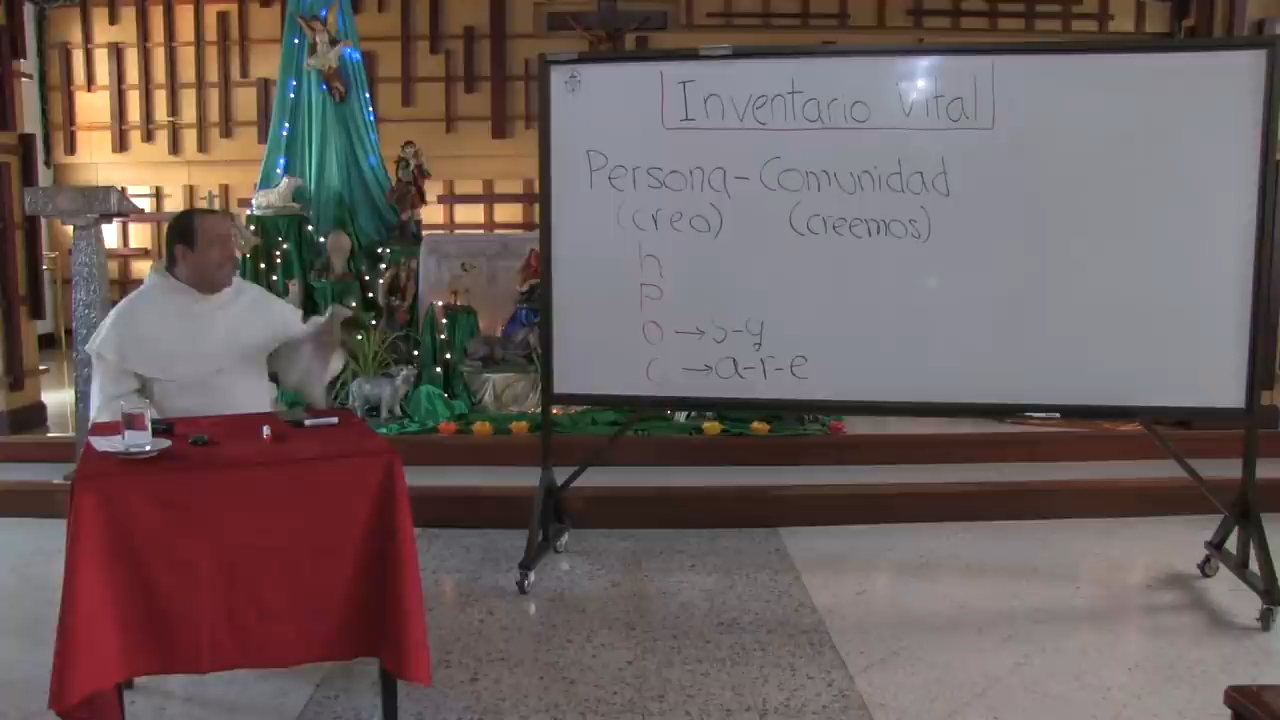 Inventario Vital
Persona - Comunidad
(creo) (creemos)
h
P
O → s-y
C → a-r-e